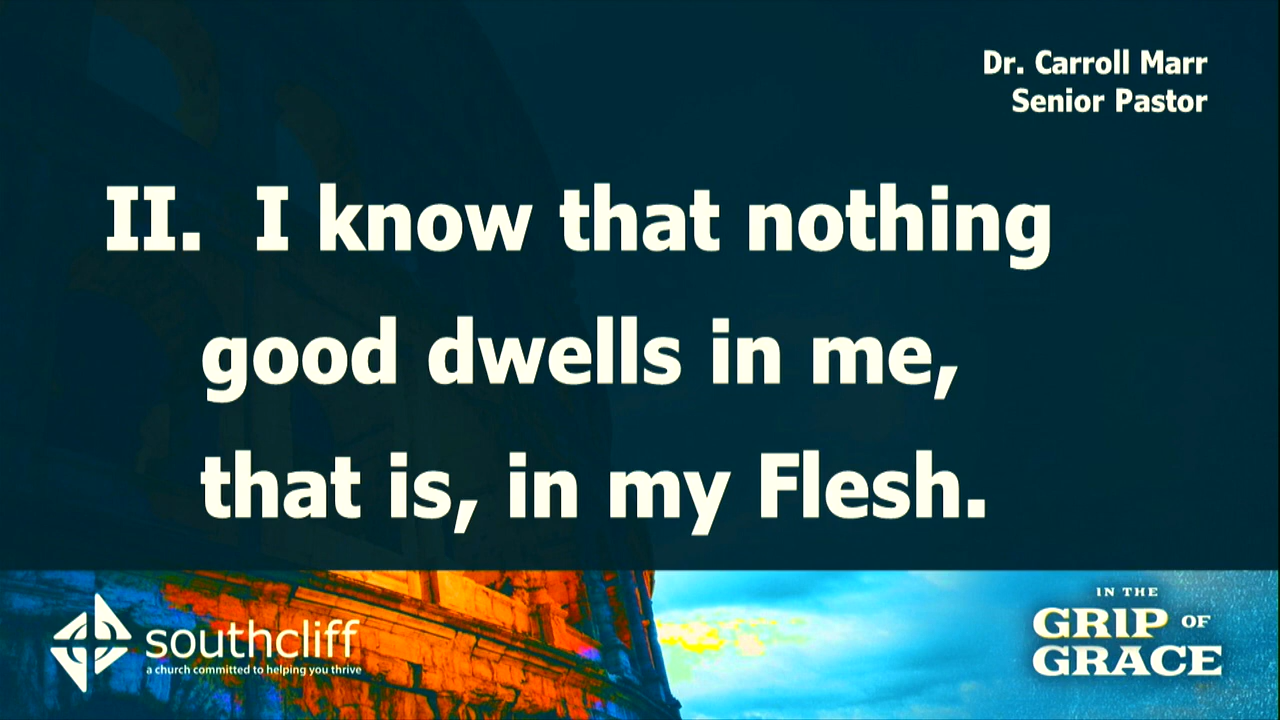 Dr. Carroll Marr
Senior Pastor
II. I know that nothing
good dwells in me,
that is, in my Flesh.
southcliff
a church committed to helping you thrive
IN THE
GRIP OF
GRACE